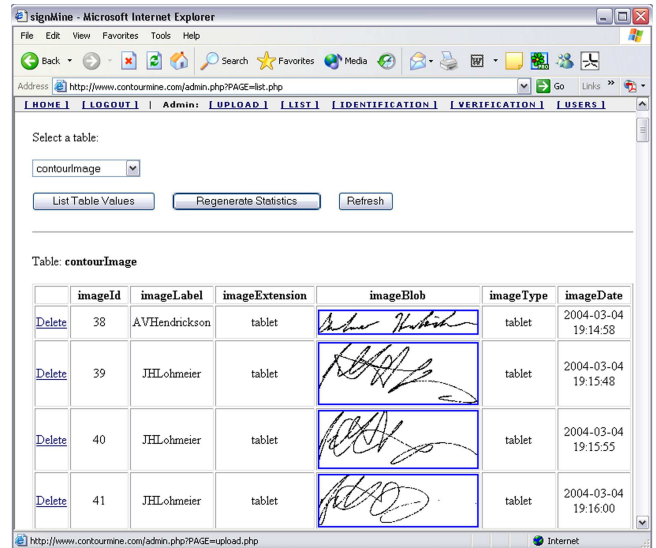 signMine - Microsoft Internet Explorer
File Edit View Favorites Tools Help
Back Search Favorites Media
Address http://www.contourmine.com/admin.php?PAGE=list.php Go Links »
[ HOME ] [ LOGOUT ] | Admin: [ UPLOAD ] [ LIST ] [ IDENTIFICATION ] [ VERIFICATION ] [ USERS ]
Select a table:
contourImage
List Table Values Regenerate Statistics Refresh
Table: contourImage
imageId imageLabel imageExtension imageBlob imageType imageDate
Delete 38 AVHendrickson tablet tablet 2004-03-04
19:14:58
Delete 39 JHLohmeier tablet tablet 2004-03-04
19:15:48
Delete 40 JHLohmeier tablet tablet 2004-03-04
19:15:55
Delete 41 JHLohmeier tablet tablet 2004-03-04
19:16:00
http://www.contourmine.com/admin.php?PAGE=upload.php Internet